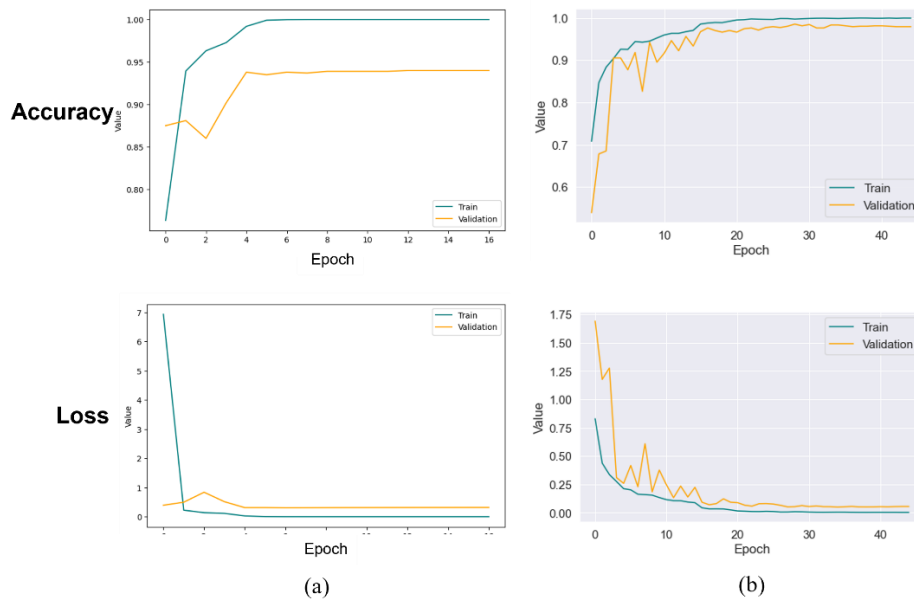 Accuracy
Value
1.00
0.95
0.90
0.85
0.80
0 2 4 6 8 10 12 14 16
Epoch
Train
Validation
Value
1.0
0.9
0.8
0.7
0.6
0 10 20 30 40
Epoch
Train
Validation
Loss
Value
7
6
5
4
3
2
1
0
Epoch
Train
Validation
Value
1.75
1.50
1.25
1.00
0.75
0.50
0.25
0.00
0 10 20 30 40
Epoch
Train
Validation
(a)
(b)